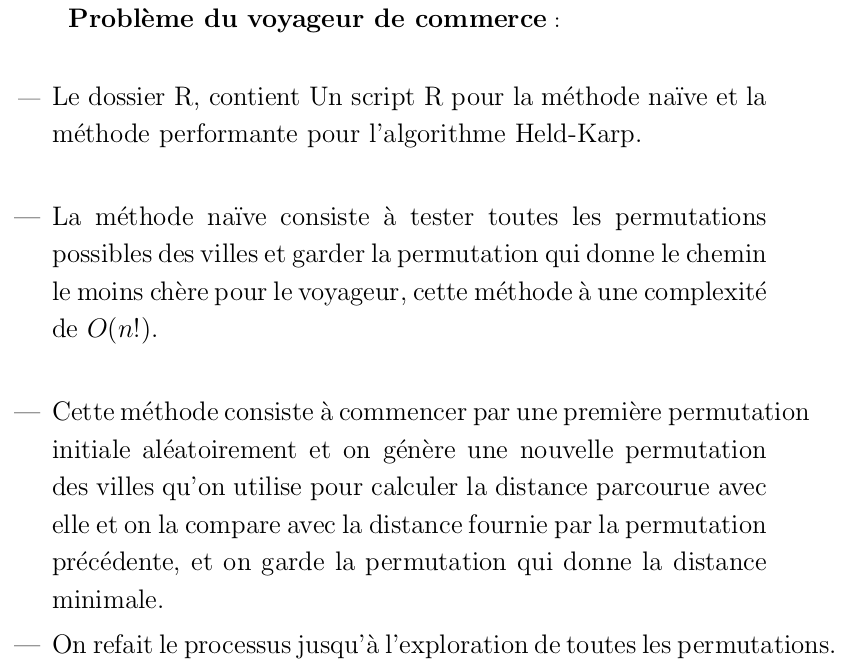 Problème du voyageur de commerce :
— Le dossier R, contient Un script R pour la méthode naïve et la
méthode performante pour l'algorithme Held-Karp.
— La méthode naïve consiste à tester toutes les permutations
possibles des villes et garder la permutation qui donne le chemin
le moins chère pour le voyageur, cette méthode à une complexité
de O(n!).
— Cette méthode consiste à commencer par une première permutation
initiale aléatoirement et on génère une nouvelle permutation
des villes qu'on utilise pour calculer la distance parcourue avec
elle et on la compare avec la distance fournie par la permutation
précédente, et on garde la permutation qui donne la distance
minimale.
— On refait le processus jusqu'à l'exploration de toutes les permutations.